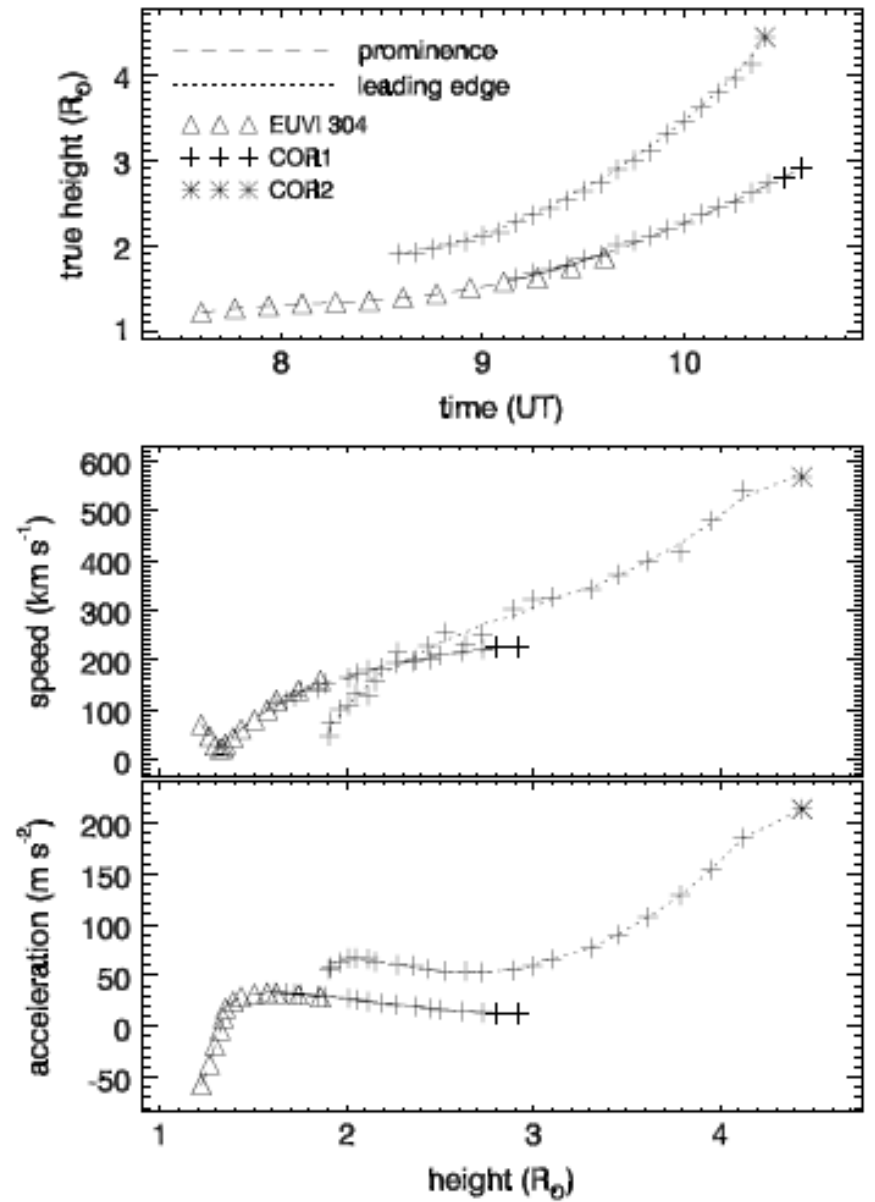 prominence
leading edge
EUVI 304
COR1
COR2
4
3
2
1
true height (R⊙)
8 9 10
time (UT)
600
500
400
300
200
100
0
speed (km s⁻¹)
200
150
100
50
0
-50
acceleration (m s⁻²)
1 2 3 4
height (R⊙)